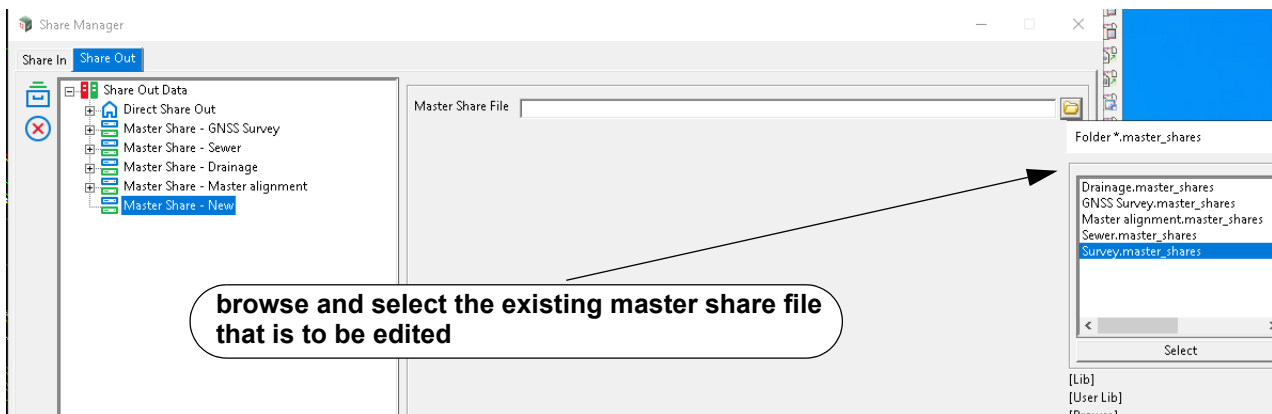 Share Manager
Share In Share Out
Share Out Data
Direct Share Out
Master Share - GNSS Survey
Master Share - Sewer
Master Share - Drainage
Master Share - Master alignment
Master Share - New
Master Share File
Folder *.master_shares
Drainage.master_shares
GNSS Survey.master_shares
Master alignment.master_shares
Sewer.master_shares
Survey.master_shares
Select
[Lib]
[User Lib]
browse and select the existing master share file
that is to be edited